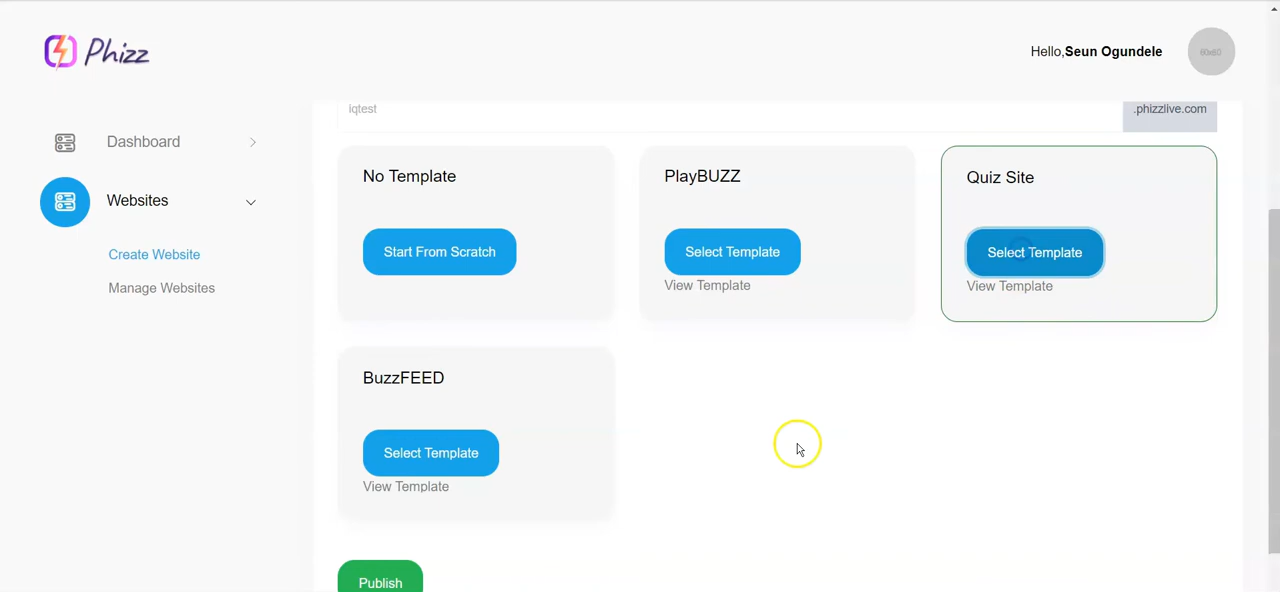 Phizz
Hello,Seun Ogundele
60x60
Dashboard
Websites
Create Website
Manage Websites
iqtest
.phizzlive.com
No Template
Start From Scratch
PlayBUZZ
Select Template
View Template
Quiz Site
Select Template
View Template
BuzzFEED
Select Template
View Template
Publish